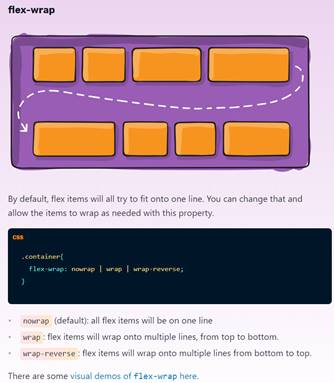 flex-wrap
By default, flex items will all try to fit onto one line. You can change that and
allow the items to wrap as needed with this property.
CSS
.container{
flex-wrap: nowrap | wrap | wrap-reverse;
}
• nowrap (default): all flex items will be on one line
• wrap: flex items will wrap onto multiple lines, from top to bottom.
• wrap-reverse: flex items will wrap onto multiple lines from bottom to top.
There are some visual demos of flex-wrap here.